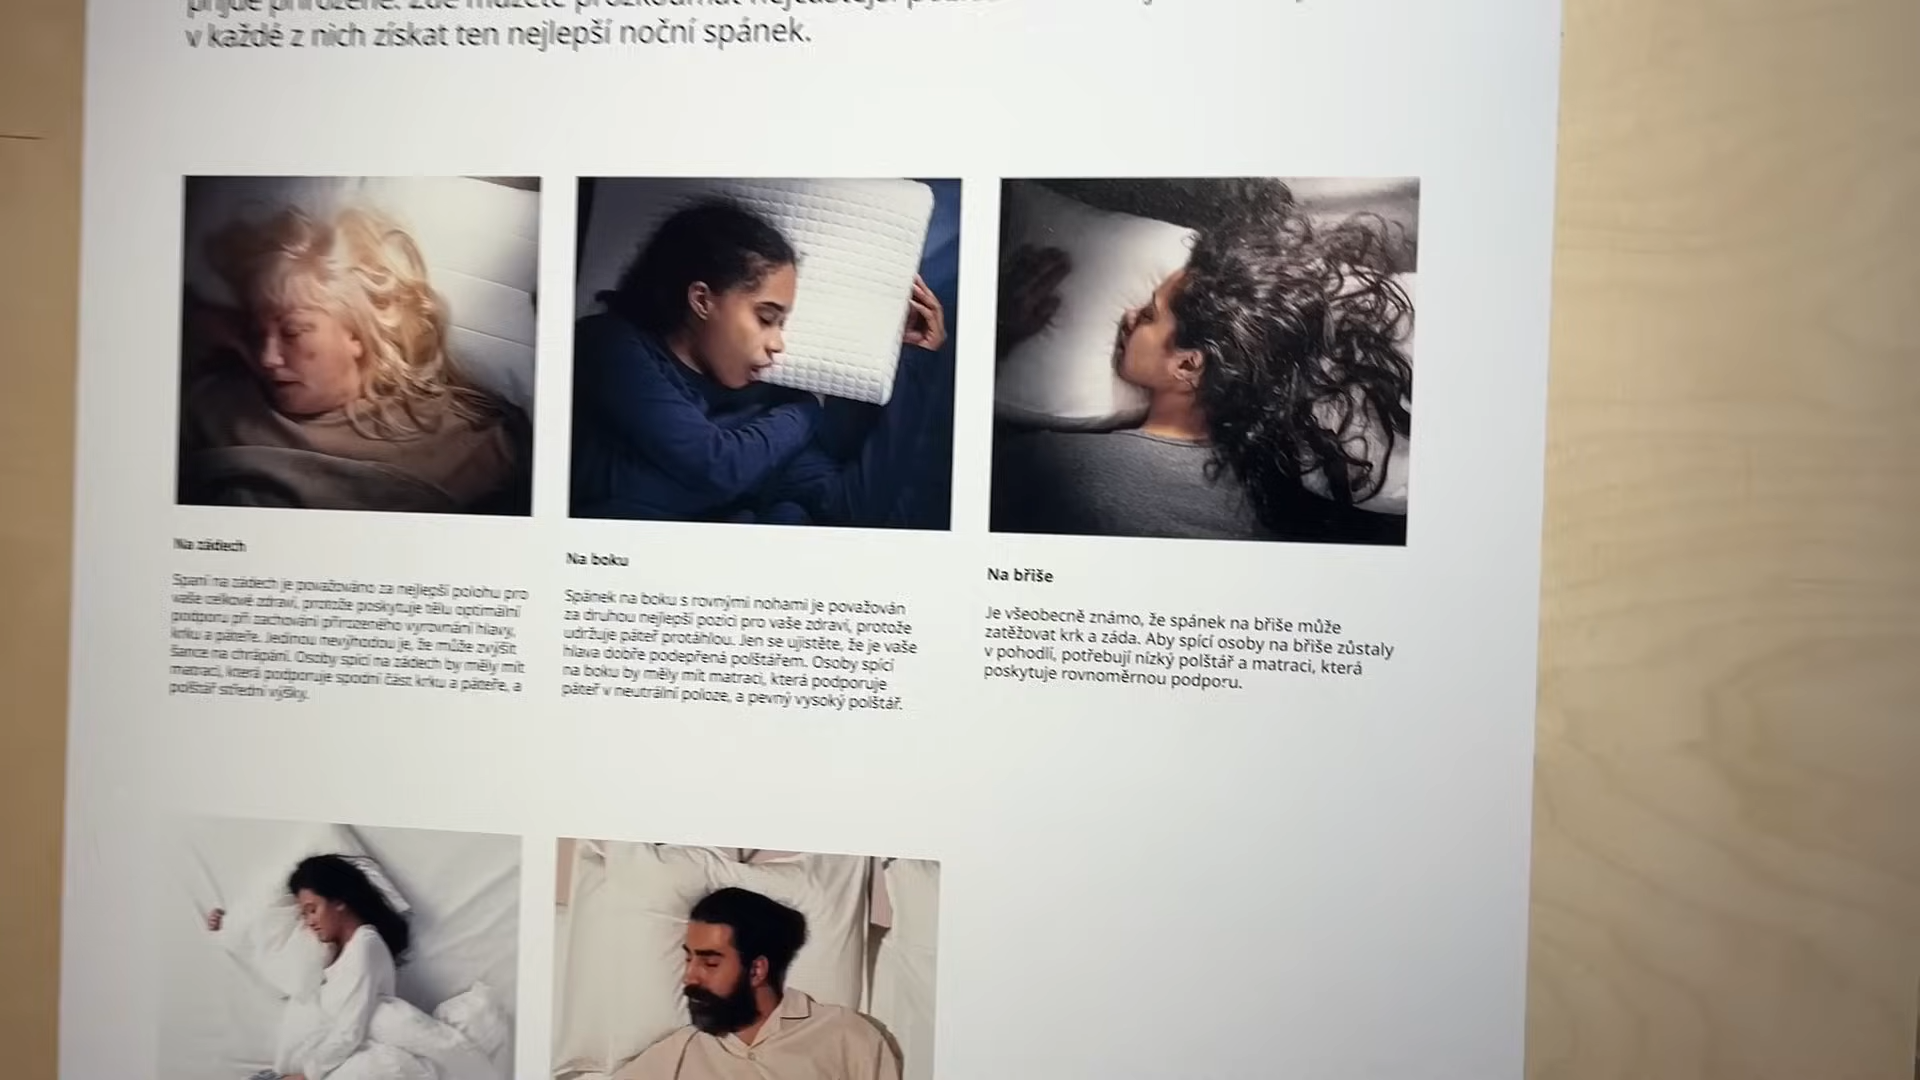 v každé z nich získat ten nejlepší noční spánek.
Na zádech
Spaní na zádech je považováno za nejlepší polohu pro
vaše celkové zdraví, protože poskytuje tělu optimální
podporu při zachování přirozeného vyrovnání hlavy,
krku a páteře. Jedinou nevýhodou je, že může zvýšit
šance na chrápání. Osoby spící na zádech by měly mít
matraci, která podporuje spodní část krku a páteře, a
polštář střední výšky.
Na boku
Spánek na boku s rovnými nohami je považován
za druhou nejlepší pozici pro vaše zdraví, protože
udržuje páteř protáhlou. Jen se ujistěte, že je vaše
hlava dobře podepřená polštářem. Osoby spící
na boku by měly mít matraci, která podporuje
páteř v neutrální poloze, a pevný vysoký polštář.
Na břiše
Je všeobecně známo, že spánek na břiše může
zatěžovat krk a záda. Aby spící osoby na břiše zůstaly
v pohodlí, potřebují nízký polštář a matraci, která
poskytuje rovnoměrnou podporu.